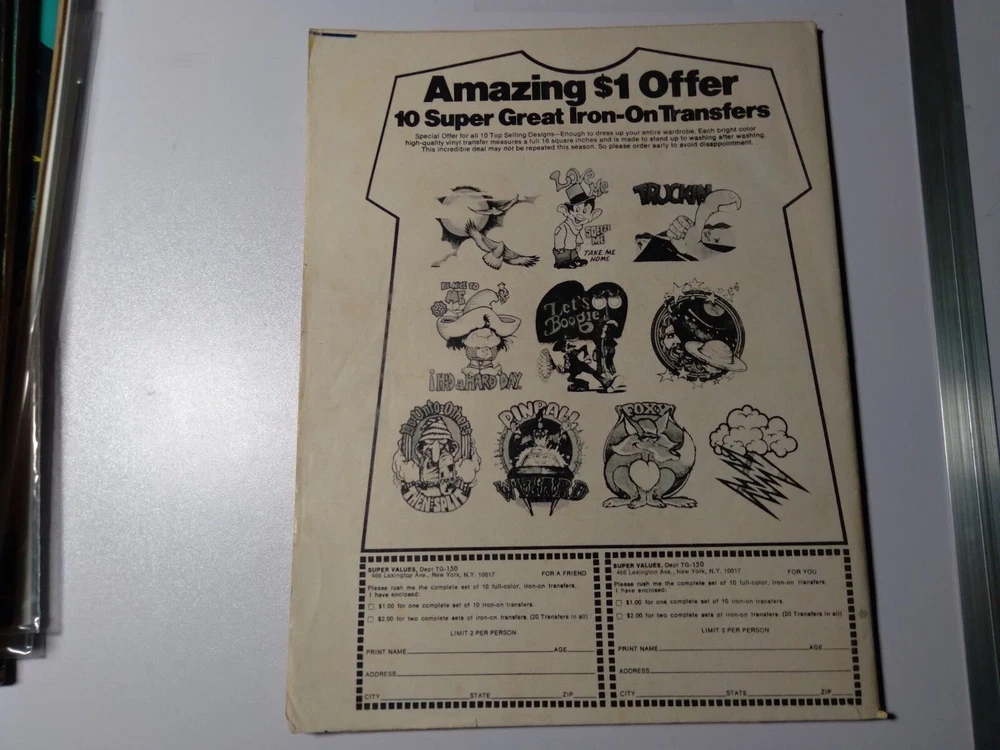 Amazing $1 Offer
10 Super Great Iron-On Transfers
Special Offer for all 10 Top Selling Designs—Enough to dress up your entire wardrobe. Each bright color
high-quality vinyl transfer measures a full 16 square inches and is made to stand up to washing after washing.
This incredible deal may not be repeated this season. So please order early to avoid disappointment.
LOVE ME
SQEEZE ME
TAKE ME HOME
TRUCKIN
BE NICE TO ME
I HAD a HARD DAY.
Let's Boogie
Do Unto Others
THEN SPLIT
PINBALL
WIZARD
FOXY
SUPER VALUES, Dept TG-150
466 Lexington Ave., New York, N.Y. 10017 FOR A FRIEND
Please rush me the complete set of 10 full-color, iron-on transfers.
I have enclosed:
$1.00 for one complete set of 10 iron-on transfers.
$2.00 for two complete sets of iron-on transfers. (20 Transfers in all)
LIMIT 2 PER PERSON
PRINT NAME AGE
ADDRESS
CITY STATE ZIP
SUPER VALUES, Dept TG-150
466 Lexington Ave., New York, N.Y. 10017 FOR YOU
Please rush me the complete set of 10 full-color, iron-on transfers.
I have enclosed:
$1.00 for one complete set of 10 iron-on transfers.
$2.00 for two complete sets of iron-on transfers. (20 Transfers in all)
LIMIT 2 PER PERSON
PRINT NAME AGE
ADDRESS
CITY STATE ZIP